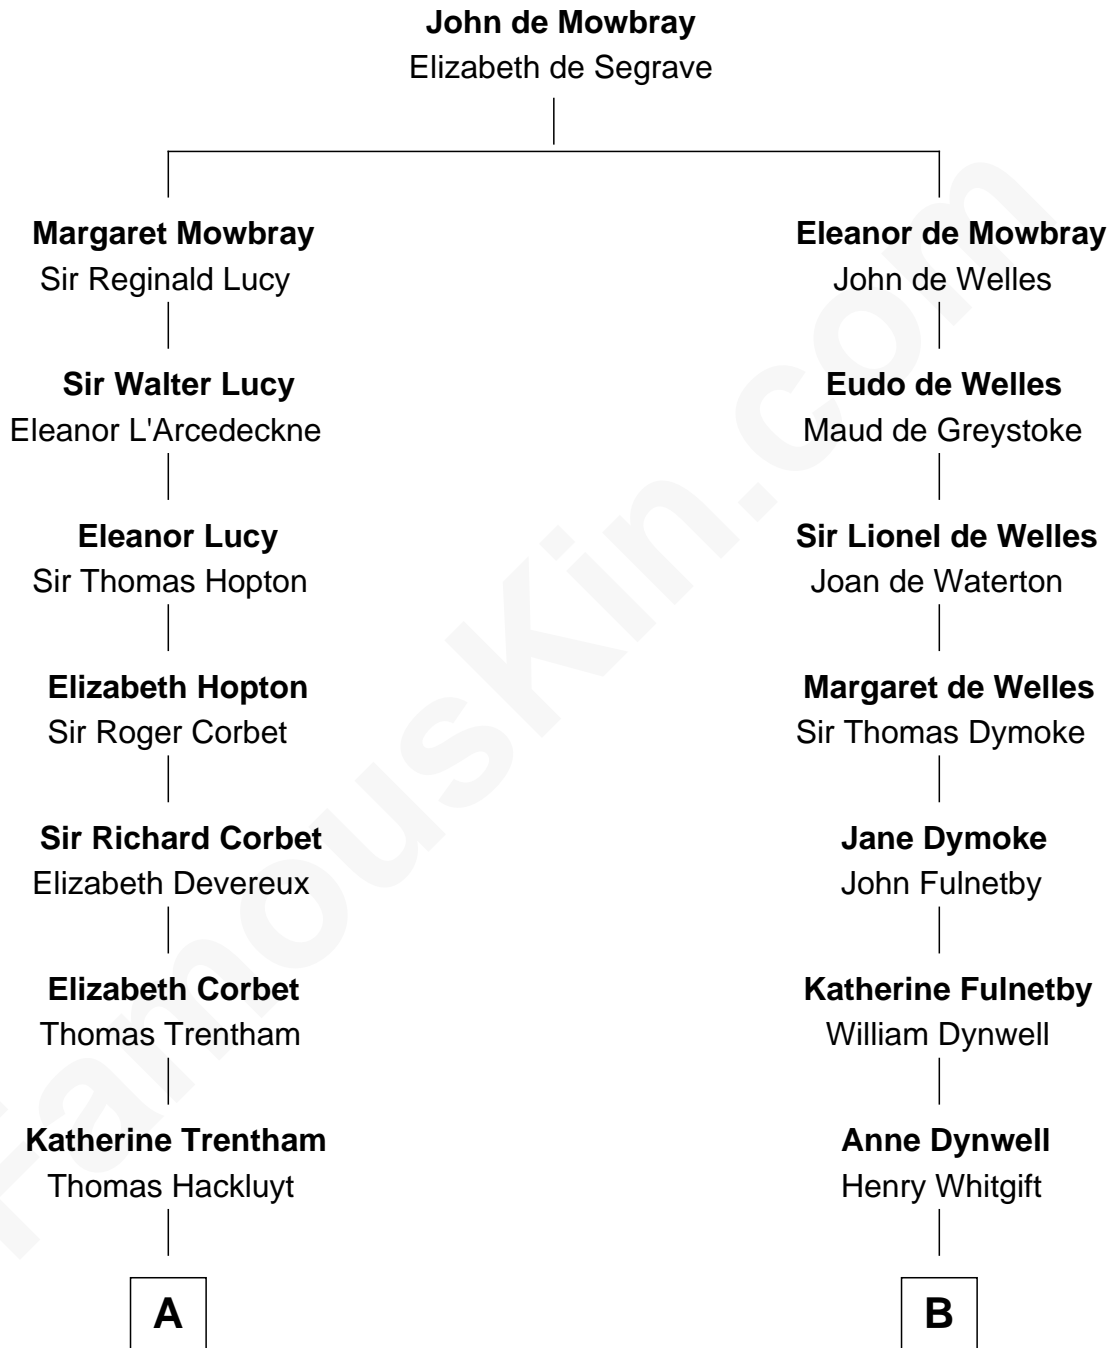 John de Mowbray
Elizabeth de Segrave
Margaret Mowbray
Sir Reginald Lucy
Eleanor de Mowbray
John de Welles
Sir Walter Lucy
Eleanor L'Arcedeckne
Eudo de Welles
Maud de Greystoke
Eleanor Lucy
Sir Thomas Hopton
Sir Lionel de Welles
Joan de Waterton
Elizabeth Hopton
Sir Roger Corbet
Margaret de Welles
Sir Thomas Dymoke
Sir Richard Corbet
Elizabeth Devereux
Jane Dymoke
John Fulnetby
Elizabeth Corbet
Thomas Trentham
Katherine Fulnetby
William Dynwell
Katherine Trentham
Thomas Hackluyt
Anne Dynwell
Henry Whitgift
A
B
FamousKin.com